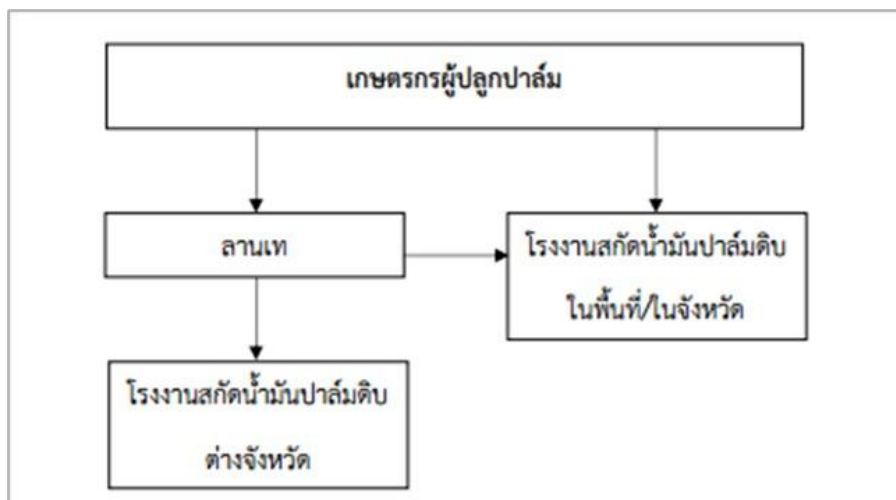 เกษตรกรผู้ปลูกปาล์ม
ลานเท
โรงงานสกัดน้ำมันปาล์มดิบ
ในพื้นที่/ในจังหวัด
โรงงานสกัดน้ำมันปาล์มดิบ
ต่างจังหวัด